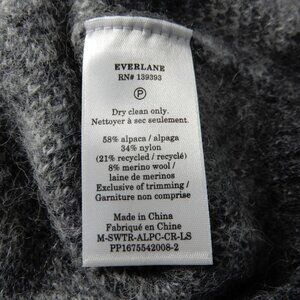 EVERLANE
RN# 139393
P
Dry clean only.
Nettoyer à sec seulement.
58% alpaca / alpaga
34% nylon
(21% recycled / recyclé)
8% merino wool /
laine de merinos
Exclusive of trimming /
Garniture non comprise
Made in China
Fabriqué en Chine
M-SWTR-ALPC-CR-LS
PP1675542008-2